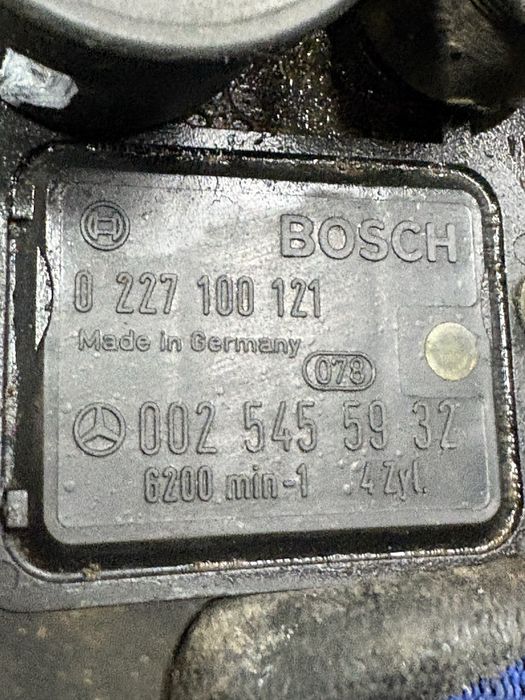 BOSCH
0 227 100 121
Made in Germany
078
002 545 59 32
6200 min-1 4 Zyl.